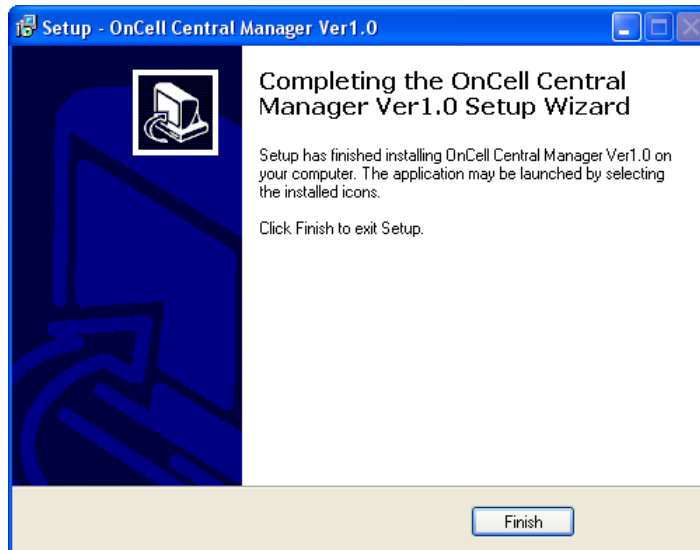 Setup - OnCell Central Manager Ver1.0
Completing the OnCell Central
Manager Ver1.0 Setup Wizard
Setup has finished installing OnCell Central Manager Ver1.0 on
your computer. The application may be launched by selecting
the installed icons.
Click Finish to exit Setup.
Finish